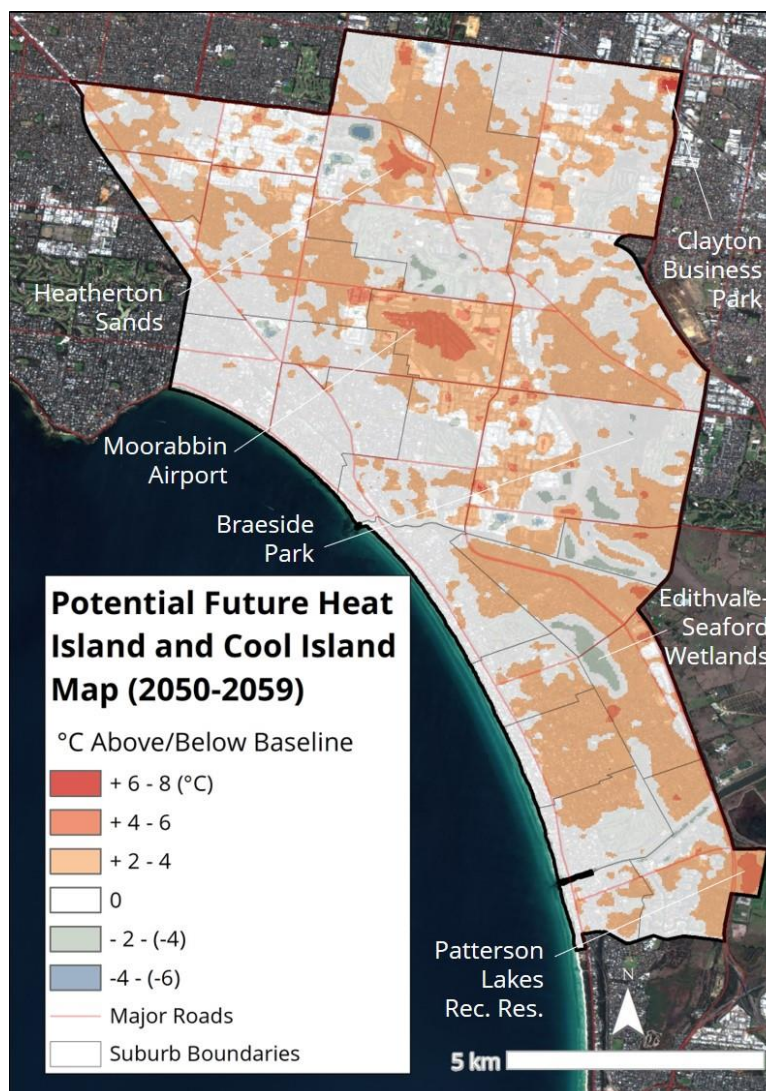 Clayton
Business
Park
Heatherton
Sands
Moorabbin
Airport
Braeside
Park
Edithvale-
Seaford
Wetlands
Potential Future Heat
Island and Cool Island
Map (2050-2059)
°C Above/Below Baseline
+ 6 - 8 (°C)
+ 4 - 6
+ 2 - 4
0
- 2 - (-4)
-4 - (-6)
Major Roads
Suburb Boundaries
Patterson
Lakes
Rec. Res.
N
5 km